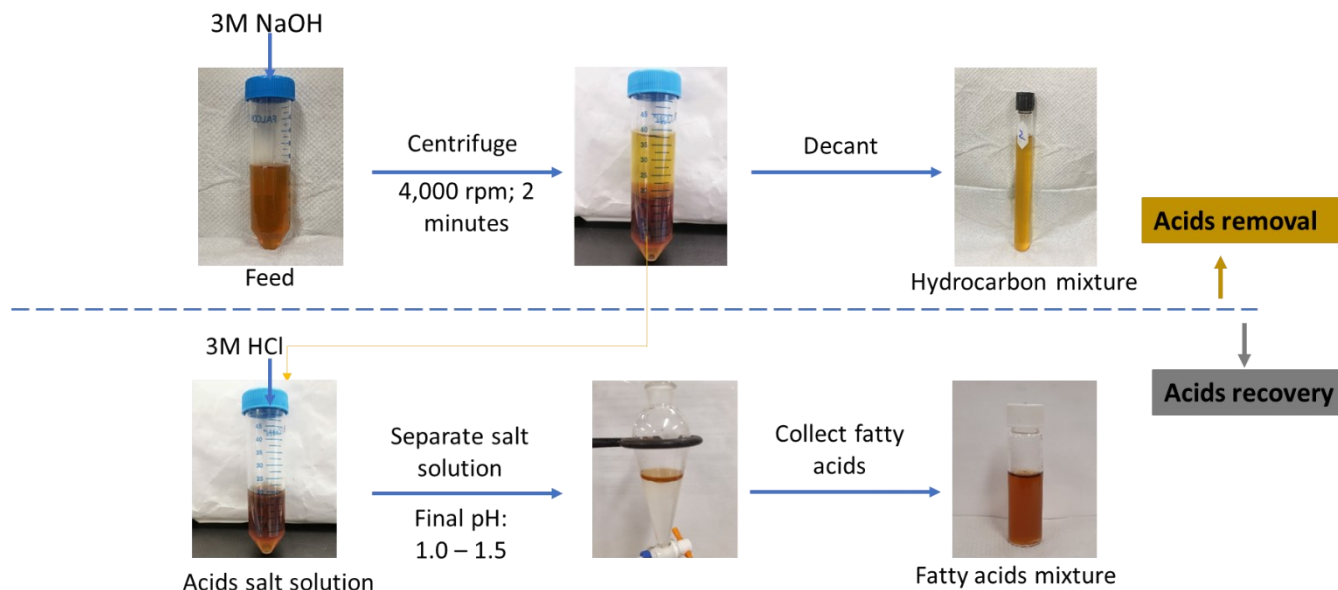 3M NaOH
Centrifuge
4,000 rpm; 2
minutes
Decant
Feed
Hydrocarbon mixture
Acids removal
3M HCl
Acids recovery
Separate salt
solution
Final pH:
1.0 – 1.5
Collect fatty
acids
Acids salt solution
Fatty acids mixture